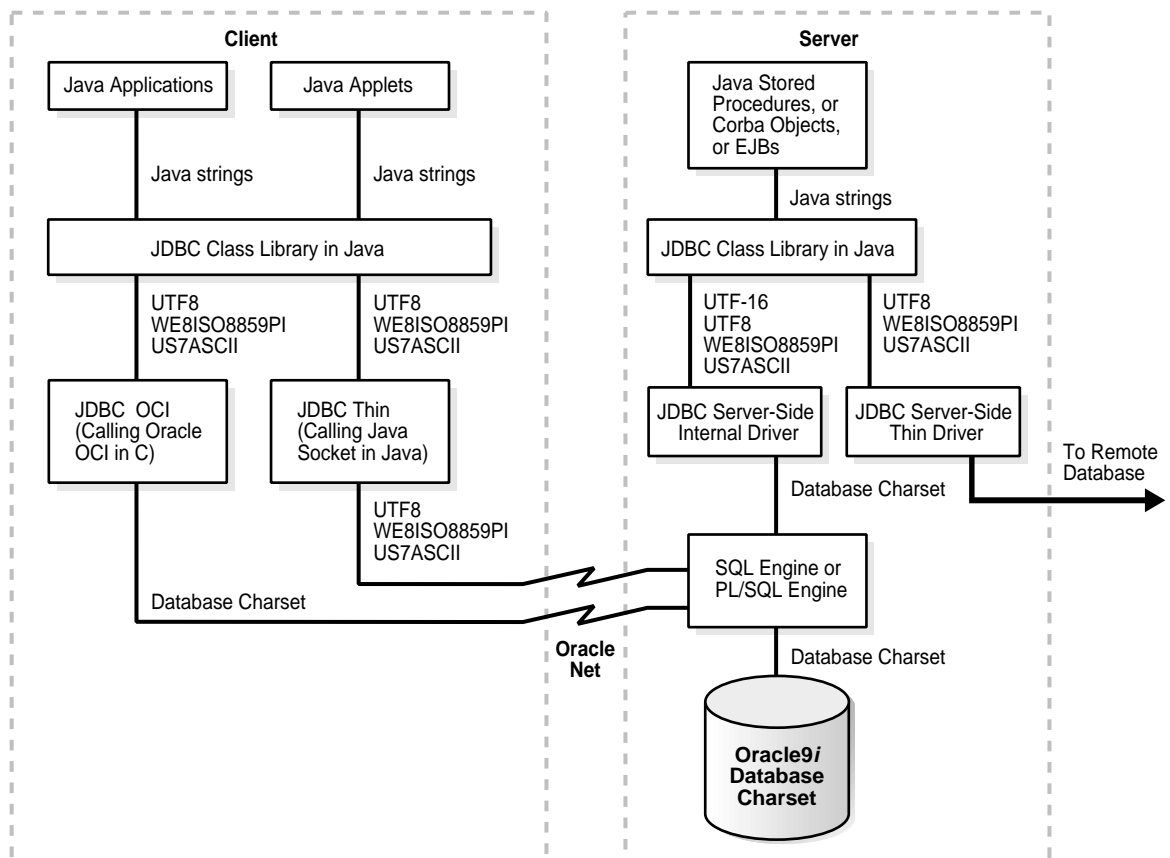 Client
Server
Java Applications
Java Applets
Java Stored
Procedures, or
Corba Objects,
or EJBs
Java strings
Java strings
Java strings
JDBC Class Library in Java
JDBC Class Library in Java
UTF8
WE8ISO8859PI
US7ASCII
UTF8
WE8ISO8859PI
US7ASCII
UTF-16
UTF8
WE8ISO8859PI
US7ASCII
UTF8
WE8ISO8859PI
US7ASCII
JDBC OCI
(Calling Oracle
OCI in C)
JDBC Thin
(Calling Java
Socket in Java)
JDBC Server-Side
Internal Driver
JDBC Server-Side
Thin Driver
To Remote
Database
Database Charset
UTF8
WE8ISO8859PI
US7ASCII
SQL Engine or
PL/SQL Engine
Database Charset
Oracle
Net
Database Charset
Oracle9i
Database
Charset